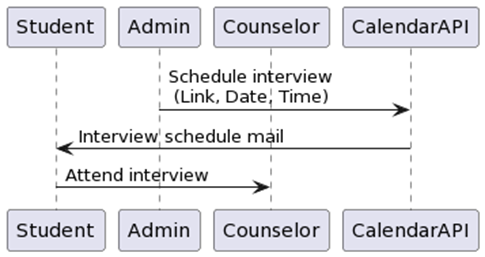 Student Admin Counselor CalendarAPI
Schedule interview
(Link, Date, Time)
Interview schedule mail
Attend interview
Student Admin Counselor CalendarAPI